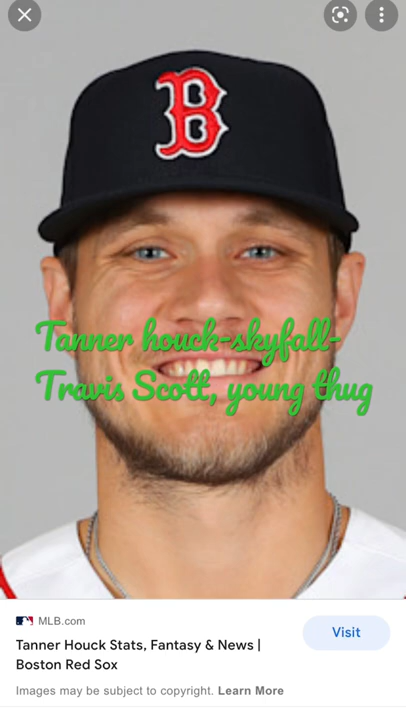 B
Tanner houck-skyfall-
Travis Scott, young thug
MLB.com
Visit
Tanner Houck Stats, Fantasy & News |
Boston Red Sox
Images may be subject to copyright. Learn More